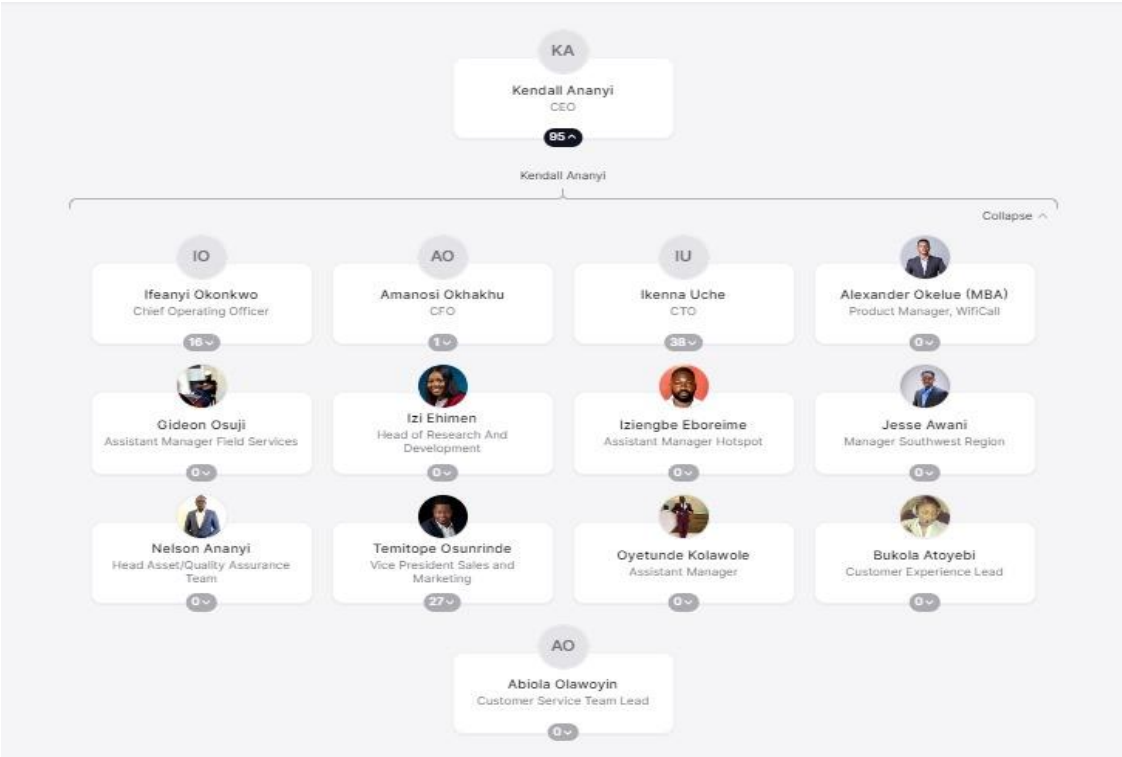 KA
Kendall Ananyi
CEO
95
Kendall Ananyi
Collapse
IO
AO
IU
Ifeanyi Okonkwo
Amanosi Okhakhu
Ikenna Uche
Alexander Okelue (MBA)
Chief Operating Officer
CFO
CTO
Product Manager, WifiCall
16
1
38
0
Gideon Osuji
Izi Ehimen
Iziengbe Eboreime
Jesse Awani
Assistant Manager Field Services
Head of Research And
Development
Assistant Manager Hotspot
Manager Southwest Region
0
0
0
0
Nelson Ananyi
Temitope Osunrinde
Oyetunde Kolawole
Bukola Atoyebi
Head Asset/Quality Assurance
Team
Vice President Sales and
Marketing
Assistant Manager
Customer Experience Lead
0
27
0
0
AO
Abiola Olawoyin
Customer Service Team Lead
0